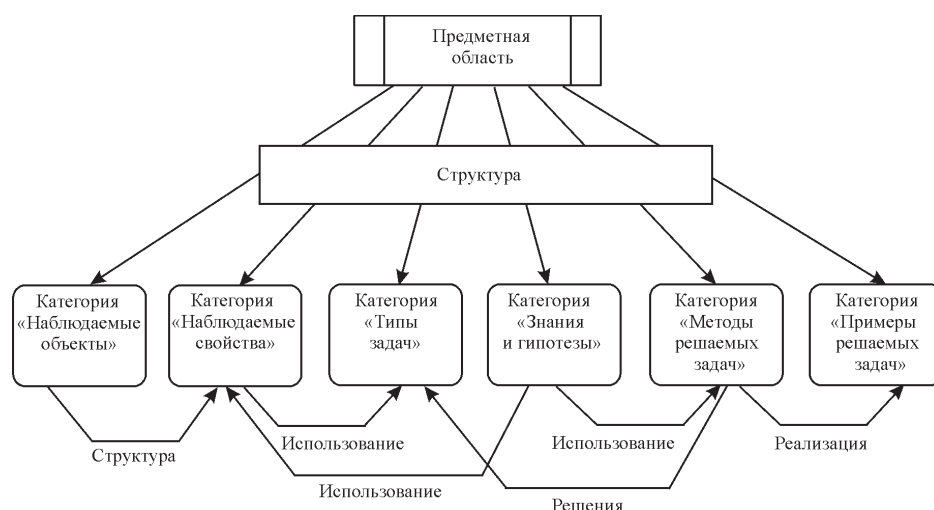 Предметная
область
Структура
Категория
«Наблюдаемые
объекты»
Категория
«Наблюдаемые
свойства»
Категория
«Типы
задач»
Категория
«Знания
и гипотезы»
Категория
«Методы
решаемых
задач»
Категория
«Примеры
решаемых
задач»
Структура
Использование
Использование
Использование
Решения
Реализация